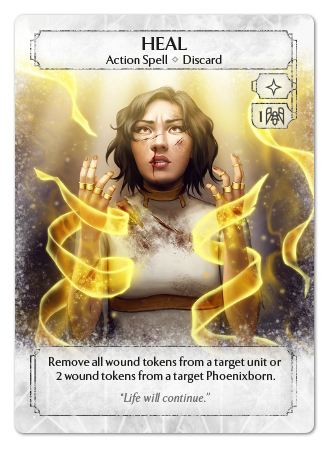 HEAL
Action Spell ⟡ Discard
1
Remove all wound tokens from a target unit or
2 wound tokens from a target Phoenixborn.
"Life will continue."